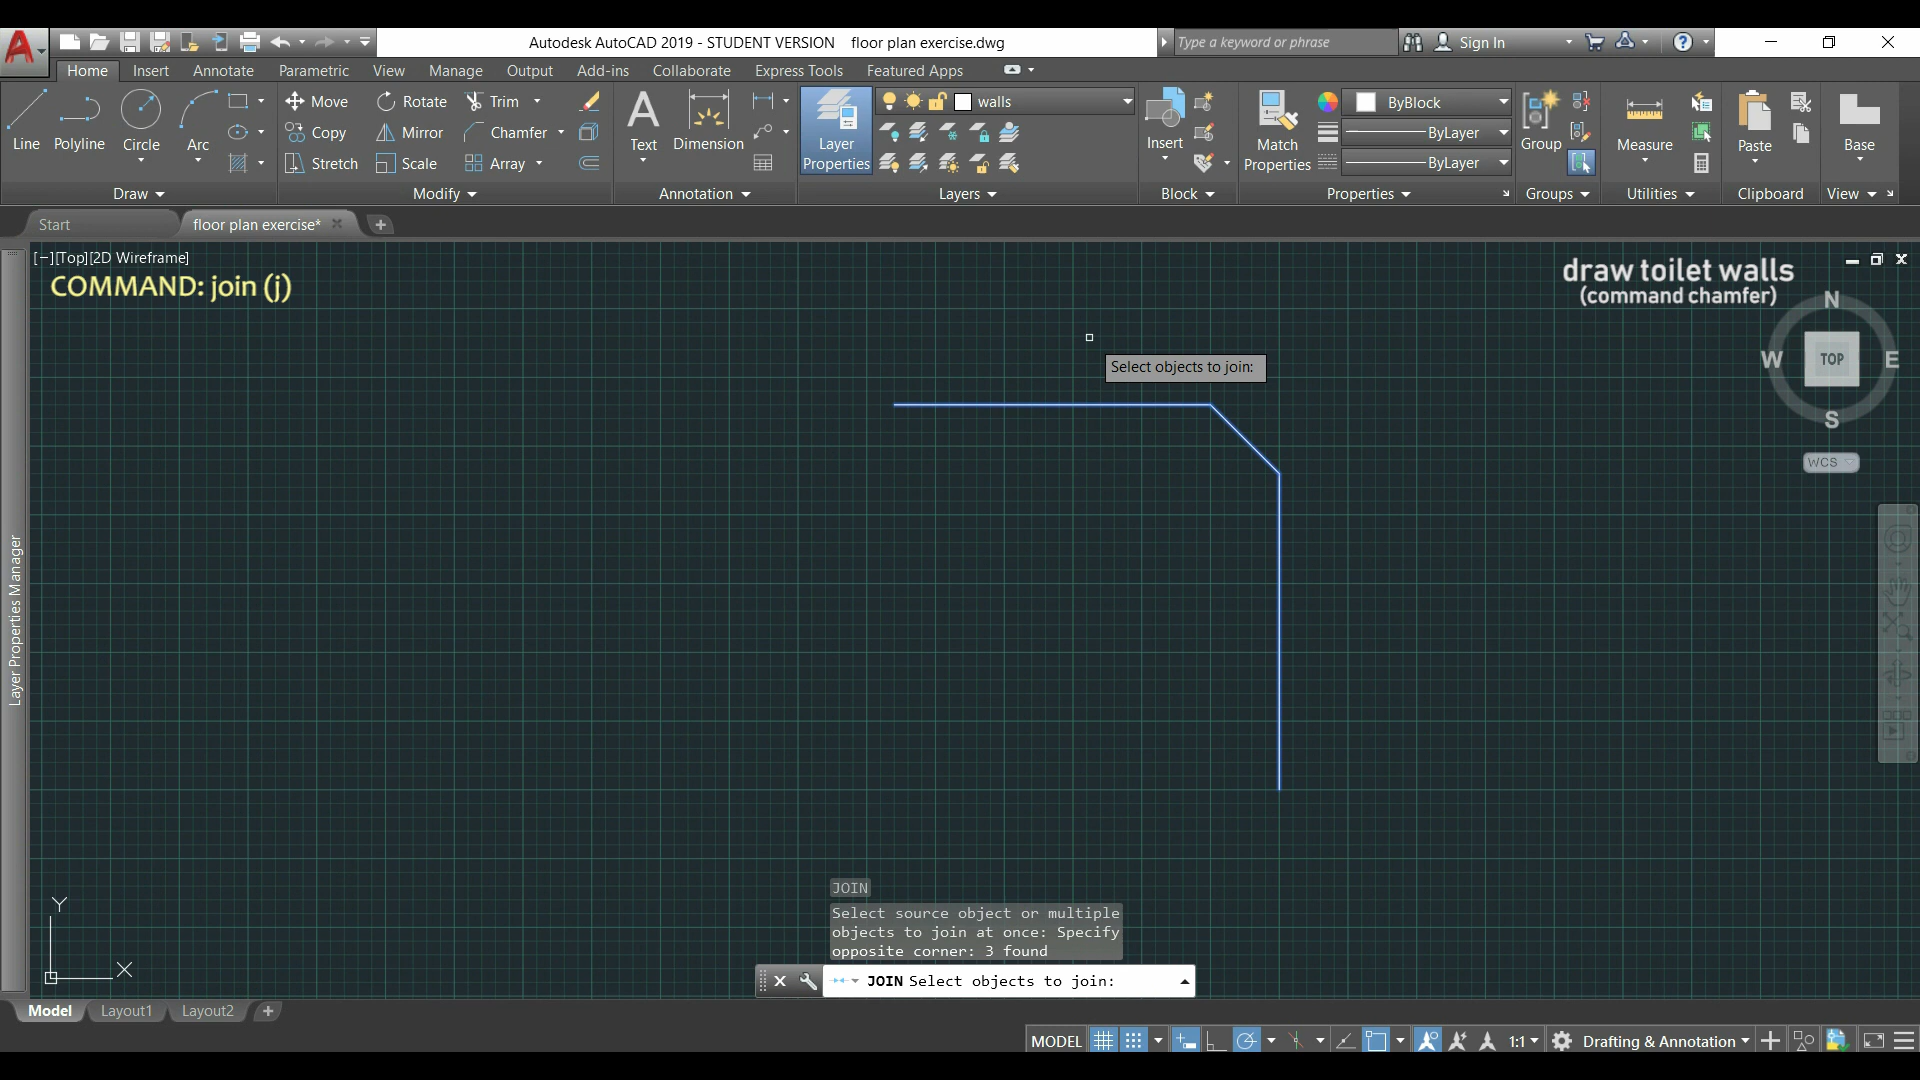 Autodesk AutoCAD 2019 - STUDENT VERSION floor plan exercise.dwg
Type a keyword or phrase
Sign In
Home Insert Annotate Parametric View Manage Output Add-ins Collaborate Express Tools Featured Apps
Line Polyline Circle Arc
Move Rotate Trim
Copy Mirror Chamfer
Stretch Scale Array
Text Dimension
Layer Properties
walls
Insert
Match Properties
ByBlock
ByLayer
ByLayer
Group
Measure
Paste
Base
Draw Modify Annotation Layers Block Properties Groups Utilities Clipboard View
Start floor plan exercise*
[−][Top][2D Wireframe]
COMMAND: join (j)
draw toilet walls
(command chamfer)
N
W TOP E
S
WCS
Select objects to join:
Layer Properties Manager
Y
X
JOIN
Select source object or multiple
objects to join at once: Specify
opposite corner: 3 found
JOIN Select objects to join:
Model Layout1 Layout2
MODEL 1:1 Drafting & Annotation